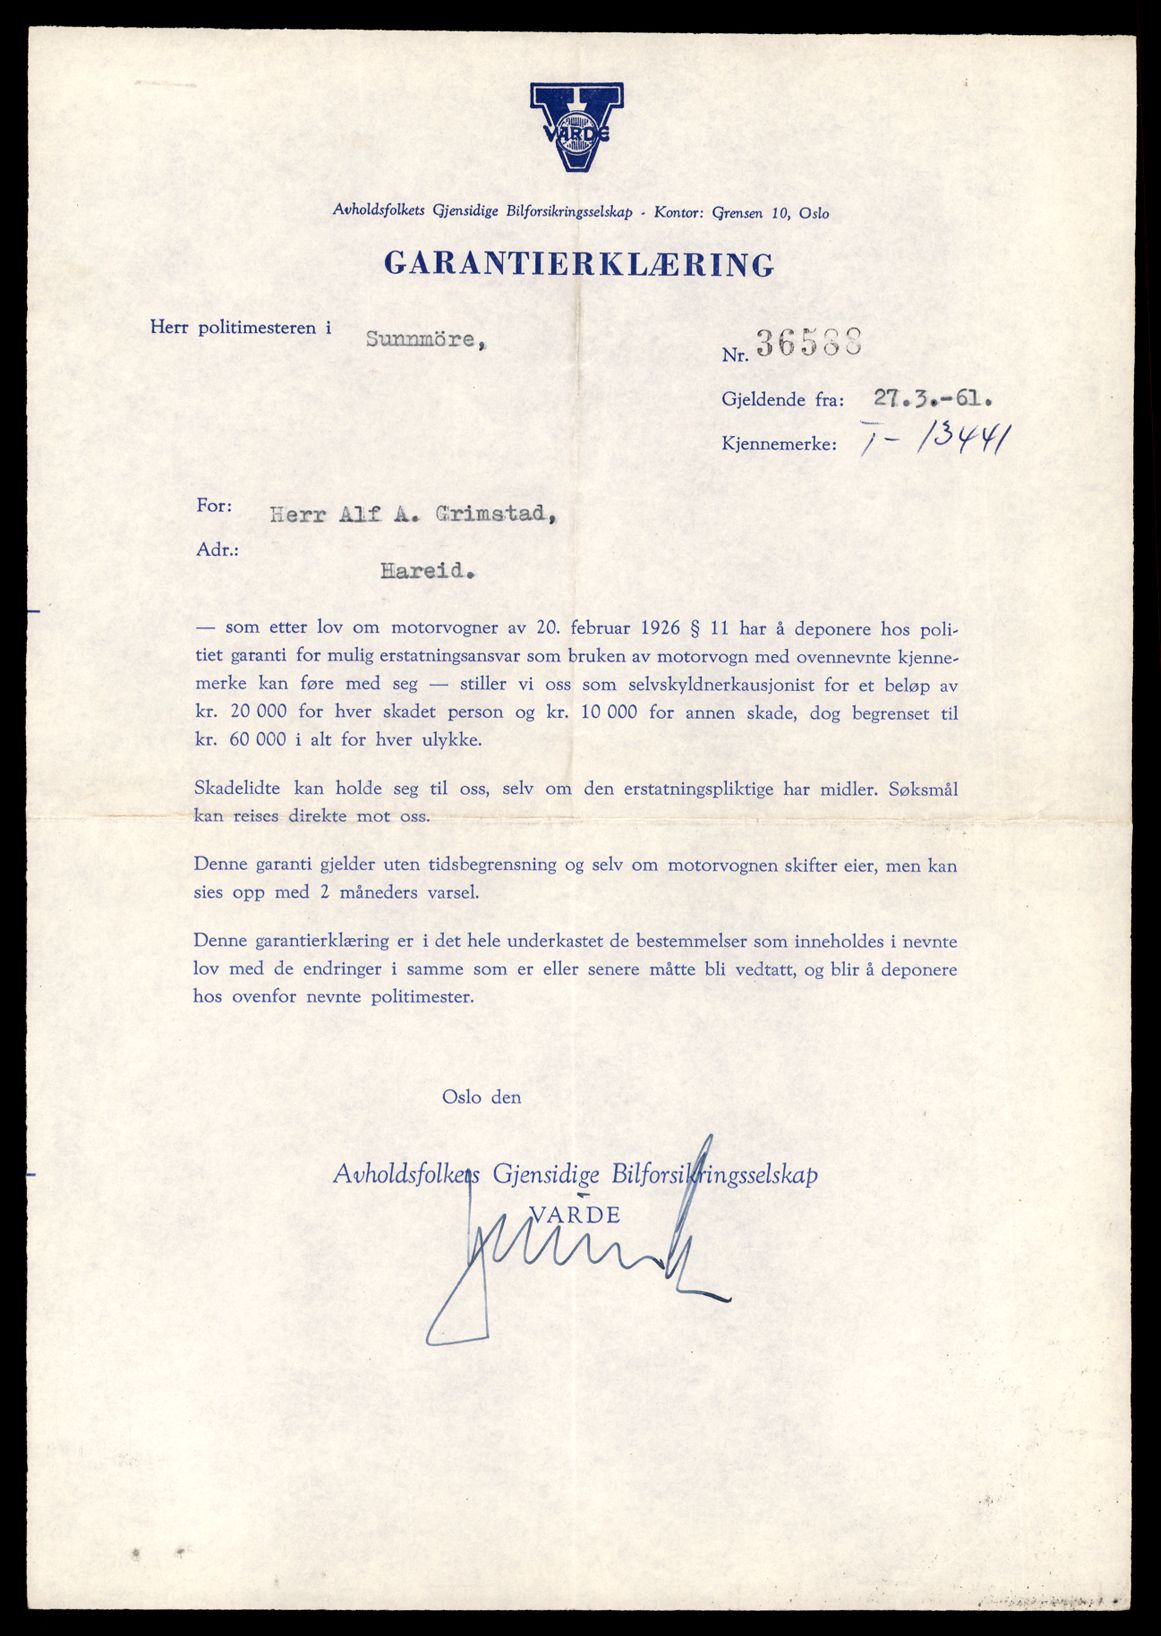 VARDE
Avholdsfolkets Gjensidige Bilforsikringsselskap - Kontor: Grensen 10, Oslo
GARANTIERKLÆRING
Herr politimesteren i Sunnmöre,
Nr. 36588
Gjeldende fra: 27.3.-61.
Kjennemerke: T- 13441
For: Herr Alf A. Grimstad,
Adr.: Hareid.
— som etter lov om motorvogner av 20. februar 1926 § 11 har å deponere hos poli-
tiet garanti for mulig erstatningsansvar som bruken av motorvogn med ovennevnte kjenne-
merke kan føre med seg — stiller vi oss som selvskyldnerkausjonist for et beløp av
kr. 20 000 for hver skadet person og kr. 10 000 for annen skade, dog begrenset til
kr. 60 000 i alt for hver ulykke.
Skadelidte kan holde seg til oss, selv om den erstatningspliktige har midler. Søksmål
kan reises direkte mot oss.
Denne garanti gjelder uten tidsbegrensning og selv om motorvognen skifter eier, men kan
sies opp med 2 måneders varsel.
Denne garantierklæring er i det hele underkastet de bestemmelser som inneholdes i nevnte
lov med de endringer i samme som er eller senere måtte bli vedtatt, og blir å deponere
hos ovenfor nevnte politimester.
Oslo den
Avholdsfolkets Gjensidige Bilforsikringsselskap
VARDE